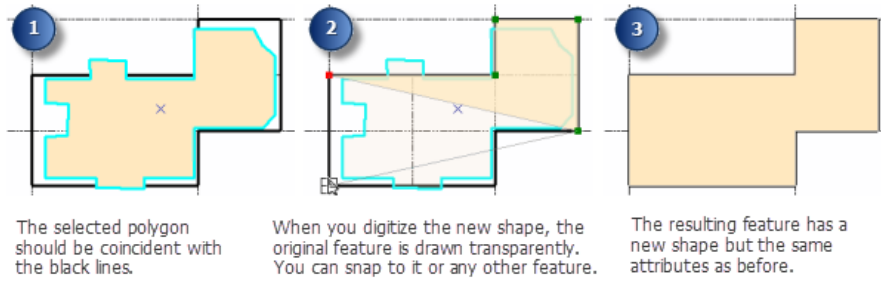 1
2
3
The selected polygon
should be coincident with
the black lines.
When you digitize the new shape, the
original feature is drawn transparently.
You can snap to it or any other feature.
The resulting feature has a
new shape but the same
attributes as before.